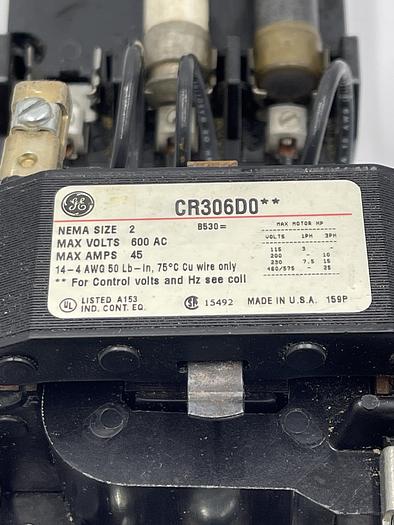 GE
CR306D0**
NEMA SIZE 2
B530=
MAX VOLTS 600 AC
MAX AMPS 45
14-4 AWG 50 Lb-in, 75°C Cu wire only
** For Control volts and Hz see coil
MAX MOTOR HP
VOLTS 1PH 3PH
115 3 -
200 - 10
230 7.5 15
460/575 - 25
UL LISTED A153
IND. CONT. EQ.
SA 15492
MADE IN U.S.A. 159P